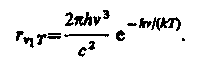 r_{ν₁T} = \frac{2πhν^3}{c^2} e^{-hν/(kT)}.